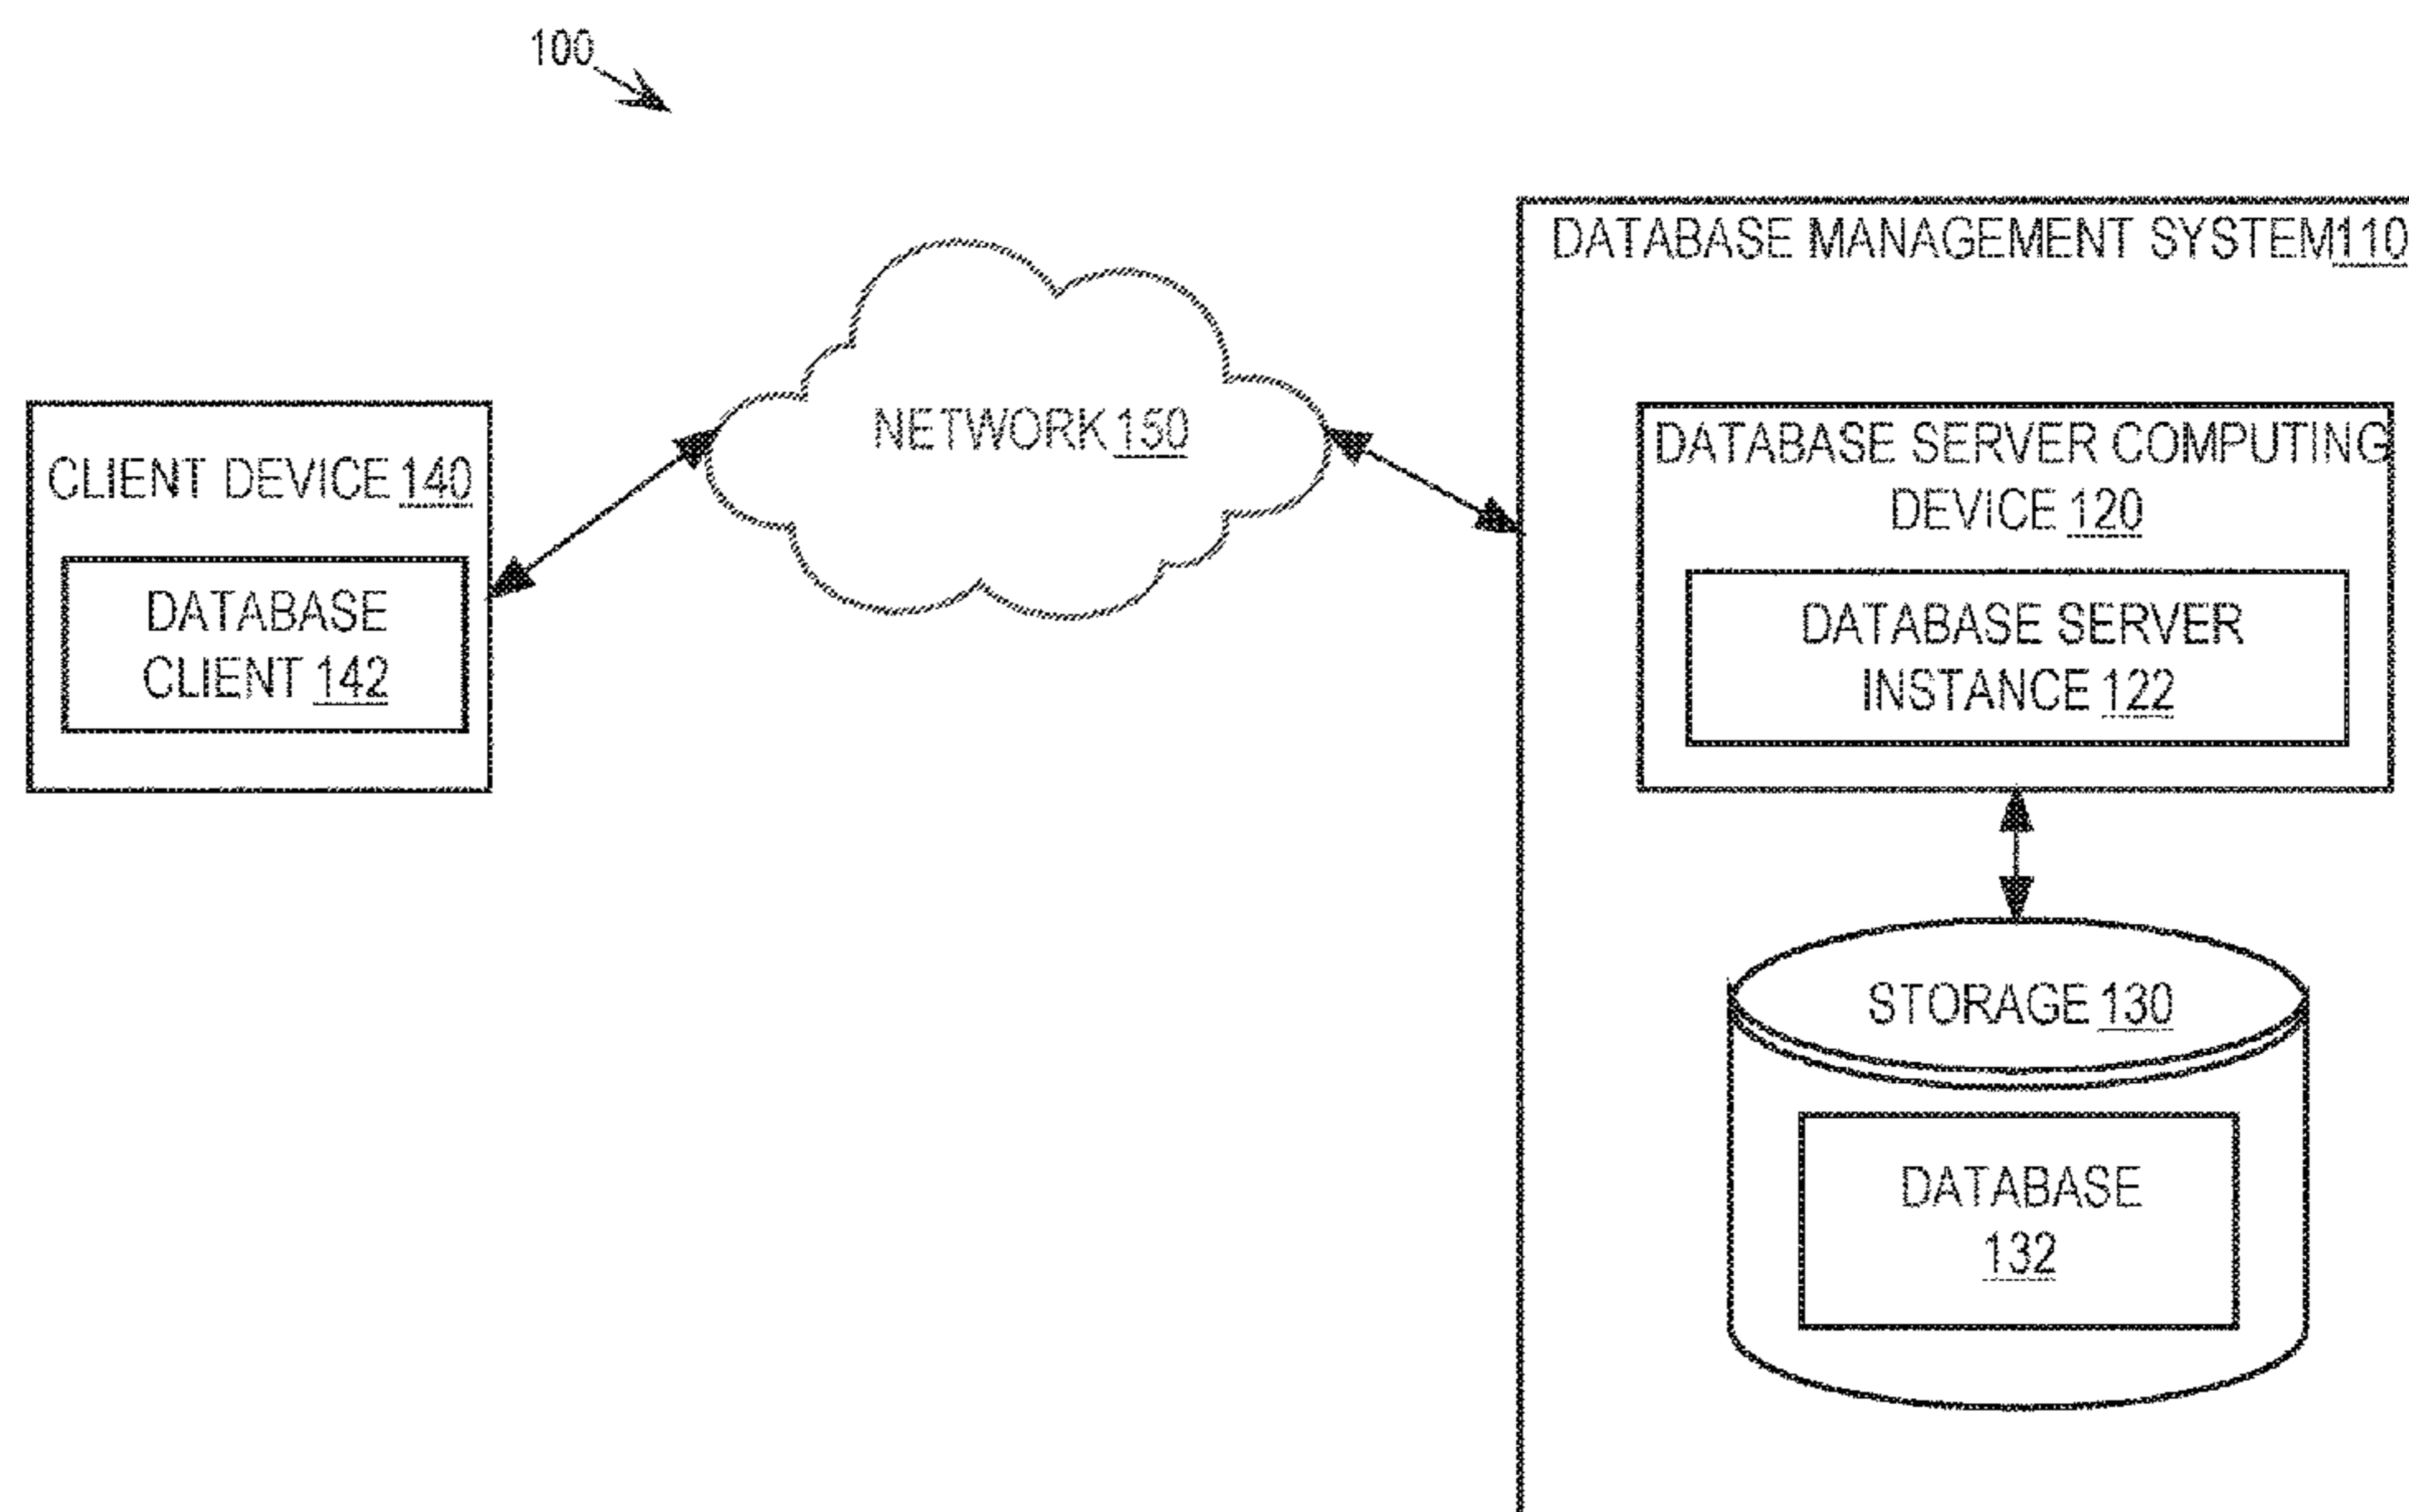 100
DATABASE MANAGEMENT SYSTEM110
NETWORK 150
CLIENT DEVICE 140
DATABASE
CLIENT 142
DATABASE SERVER COMPUTING
DEVICE 120
DATABASE SERVER
INSTANCE 122
STORAGE 130
DATABASE
132